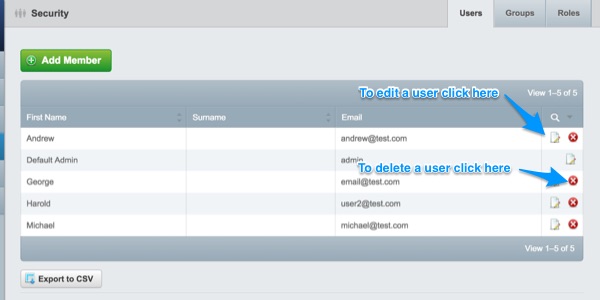 Security
Users
Groups
Roles
Add Member
To edit a user click here
View 1–5 of 5
First Name
Surname
Email
Andrew
andrew@test.com
Default Admin
admin
To delete a user click here
George
email@test.com
Harold
user2@test.com
Michael
michael@test.com
View 1–5 of 5
Export to CSV